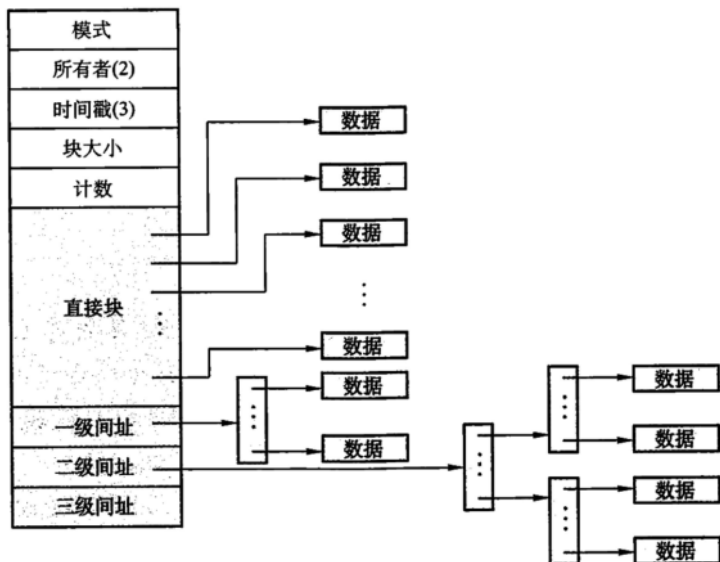 模式
所有者(2)
时间戳(3)
块大小
计数
直接块
一级间址
二级间址
三级间址
数据
数据
数据
数据
数据
数据
数据
数据
数据
数据